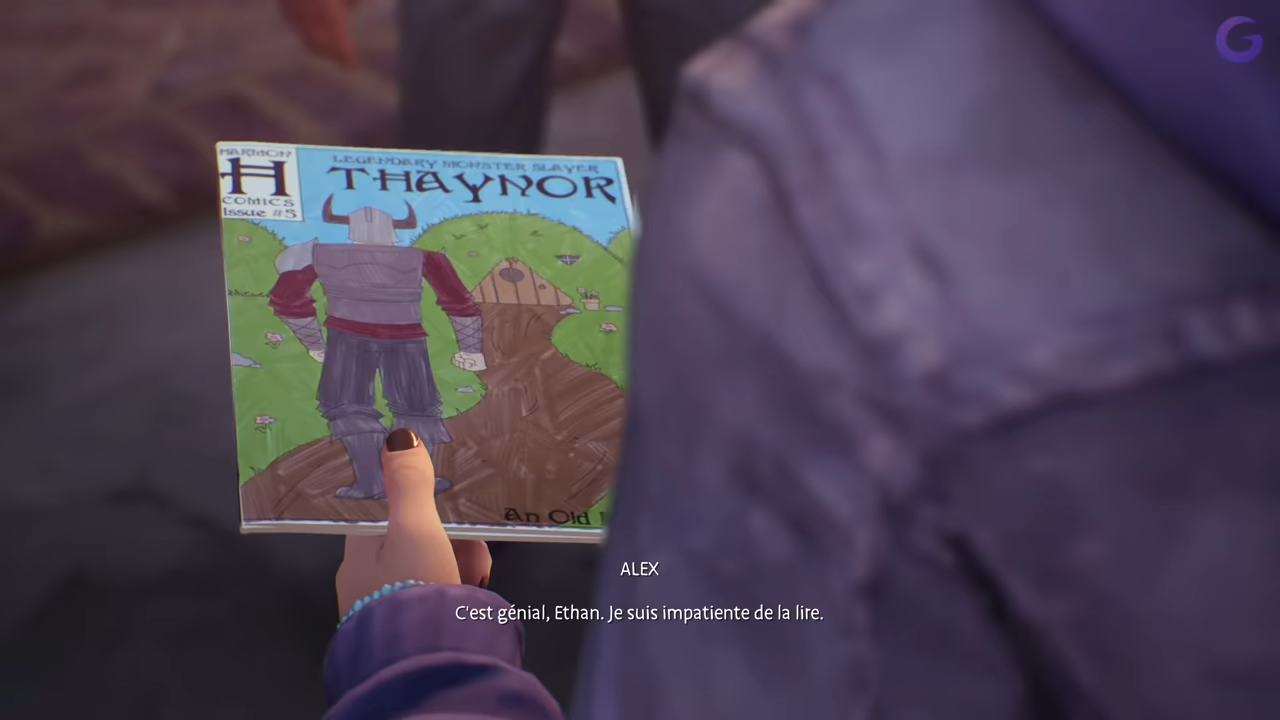 HARMON
H
COMICS
Issue #5
LEGENDARY MONSTER SLAYER
THAYNOR
An Old
ALEX
C'est génial, Ethan. Je suis impatiente de la lire.